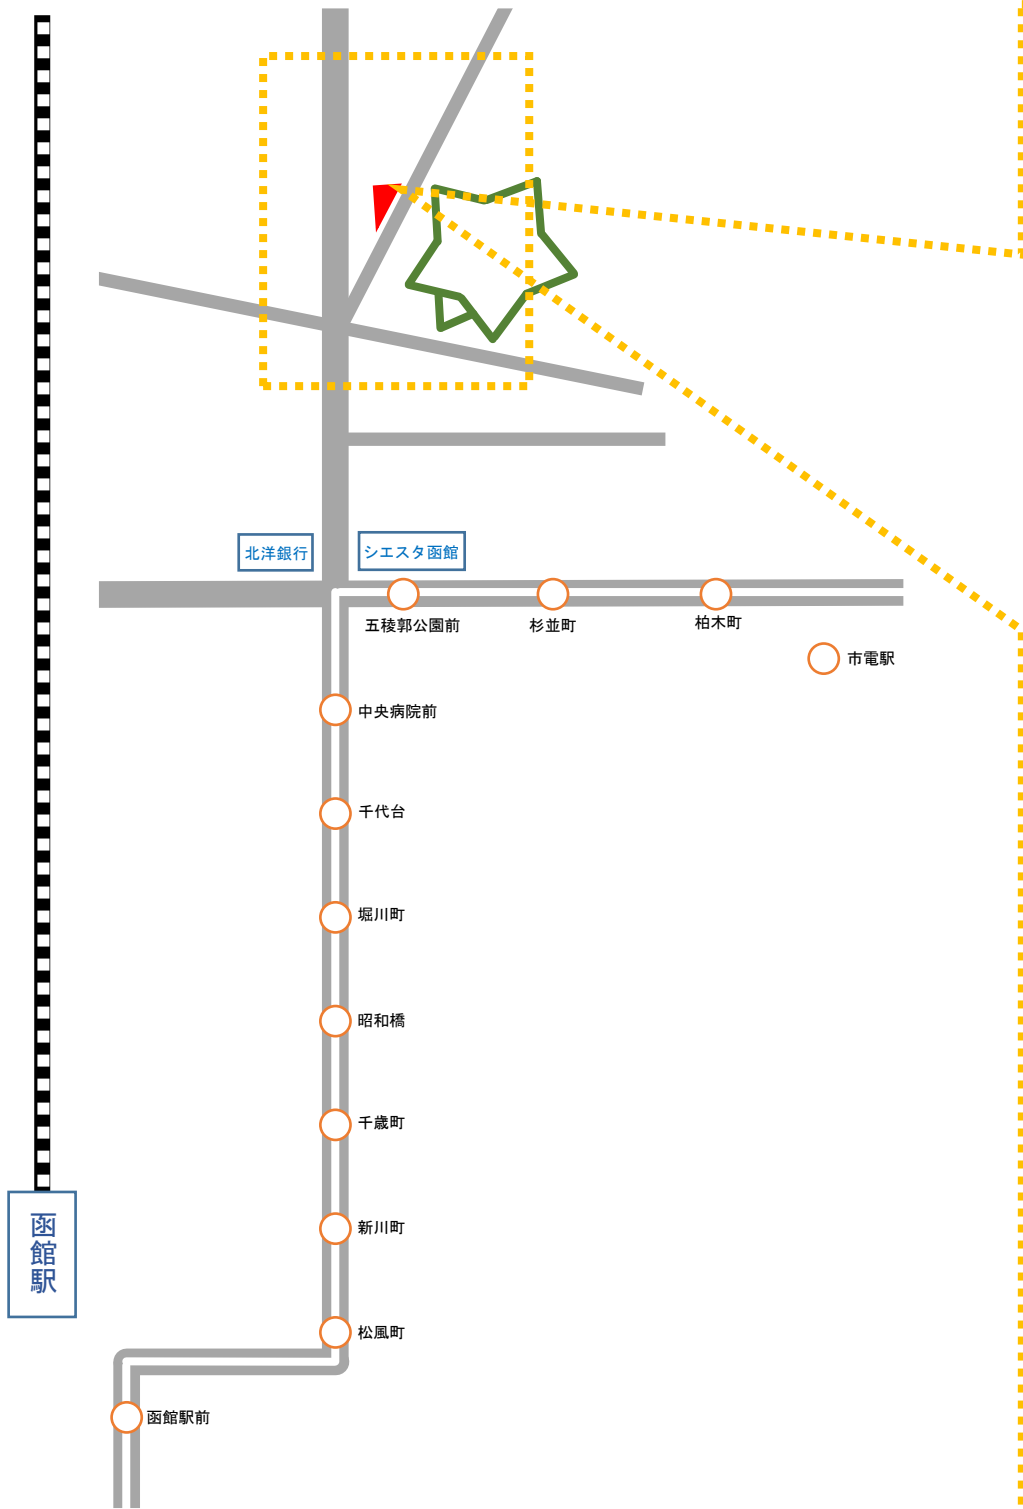 北洋銀行
シエスタ函館
五稜郭公園前
杉並町
柏木町
市電駅
中央病院前
千代台
堀川町
昭和橋
千歳町
新川町
函館駅
松風町
函館駅前